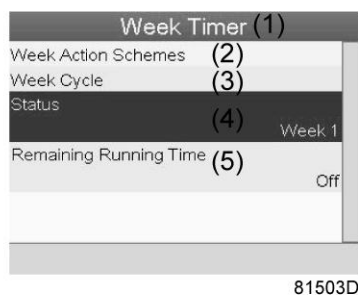 Week Timer (1)
Week Action Schemes (2)
Week Cycle (3)
Status
(4)
Week 1
Remaining Running Time (5)
Off
81503D